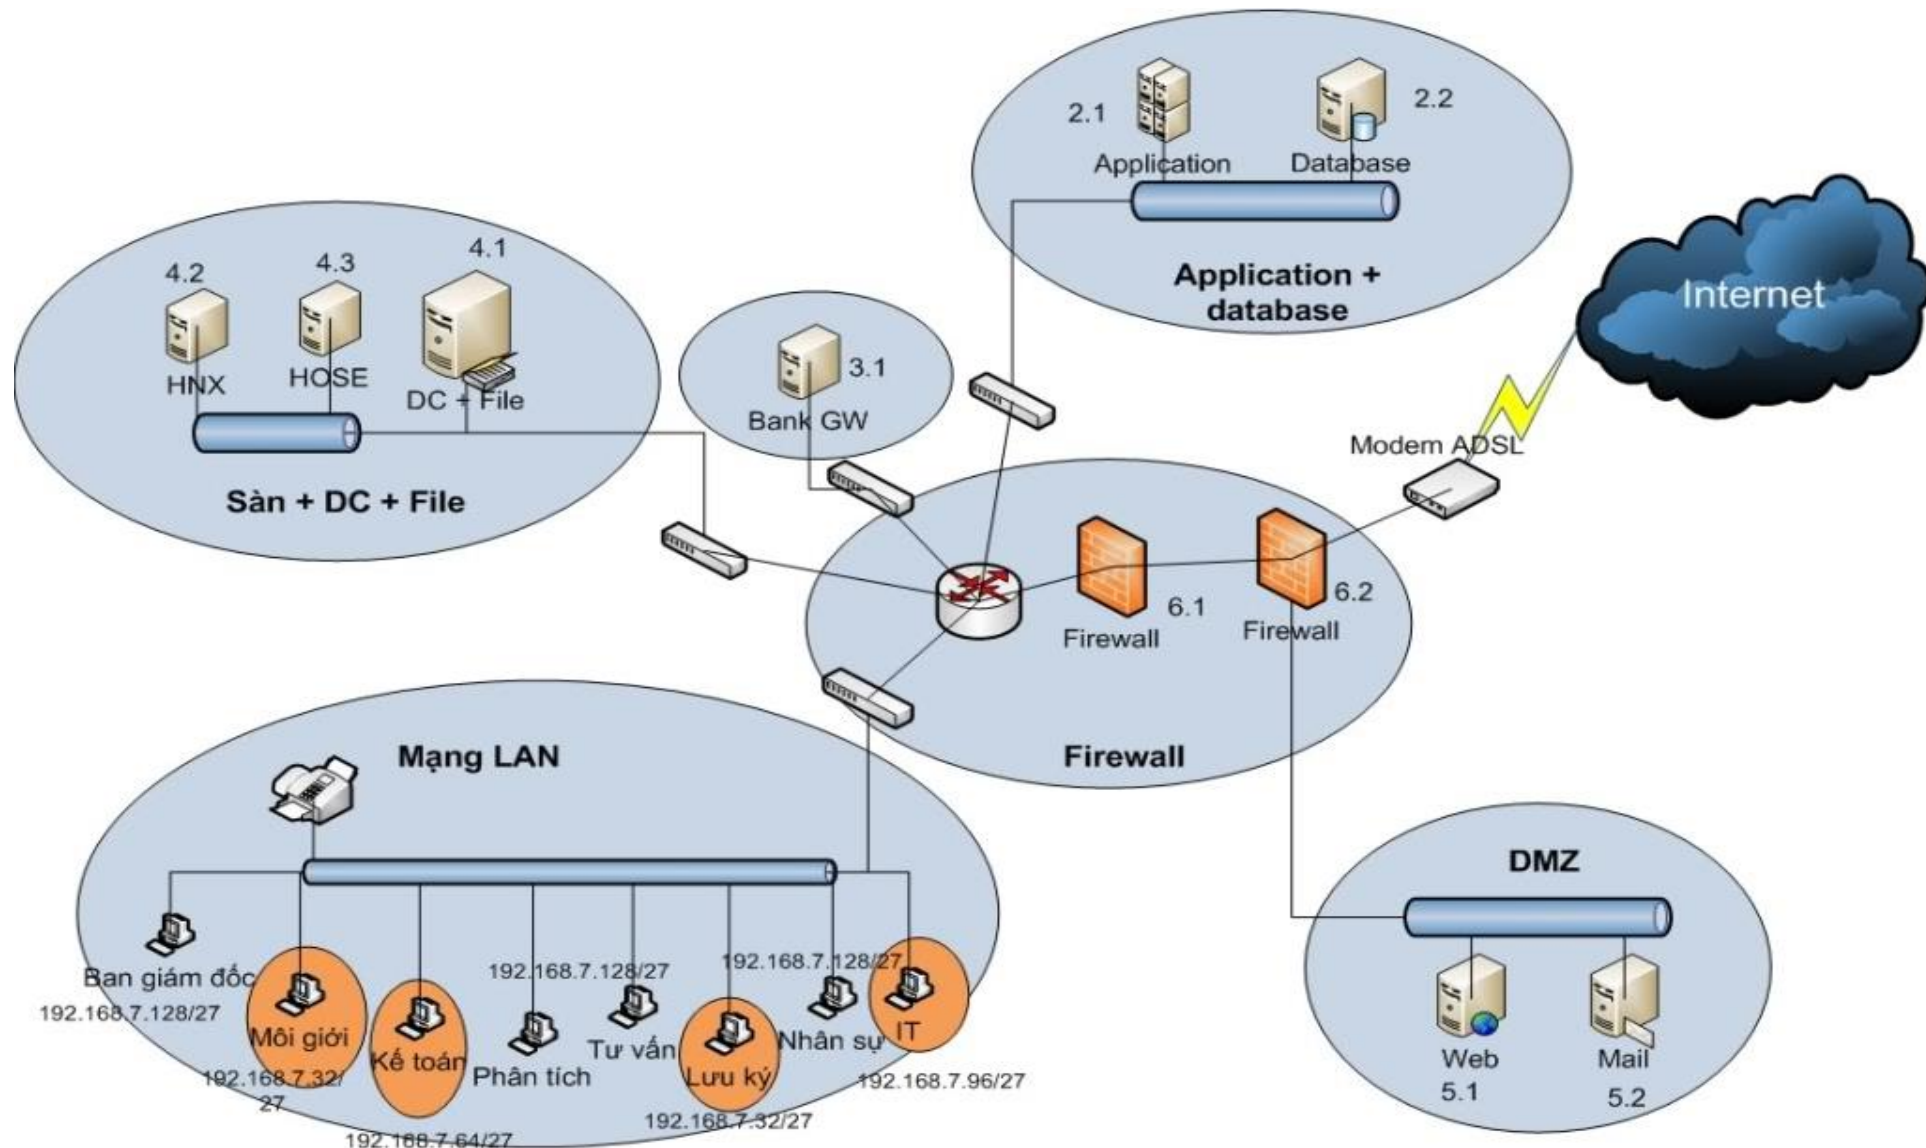 2.1
2.2
Application
Database
Application +
database
Internet
4.2
4.3
4.1
HNX
HOSE
DC + File
Sàn + DC + File
3.1
Bank GW
Modem ADSL
6.1
6.2
Firewall
Firewall
Firewall
Mạng LAN
Ban giám đốc
192.168.7.128/27
Môi giới
192.168.7.32/
27
Kế toán
192.168.7.64/27
192.168.7.128/27
Phân tích
Tư vấn
Lưu ký
192.168.7.32/27
192.168.7.128/27
Nhân sự
IT
192.168.7.96/27
DMZ
Web
5.1
Mail
5.2